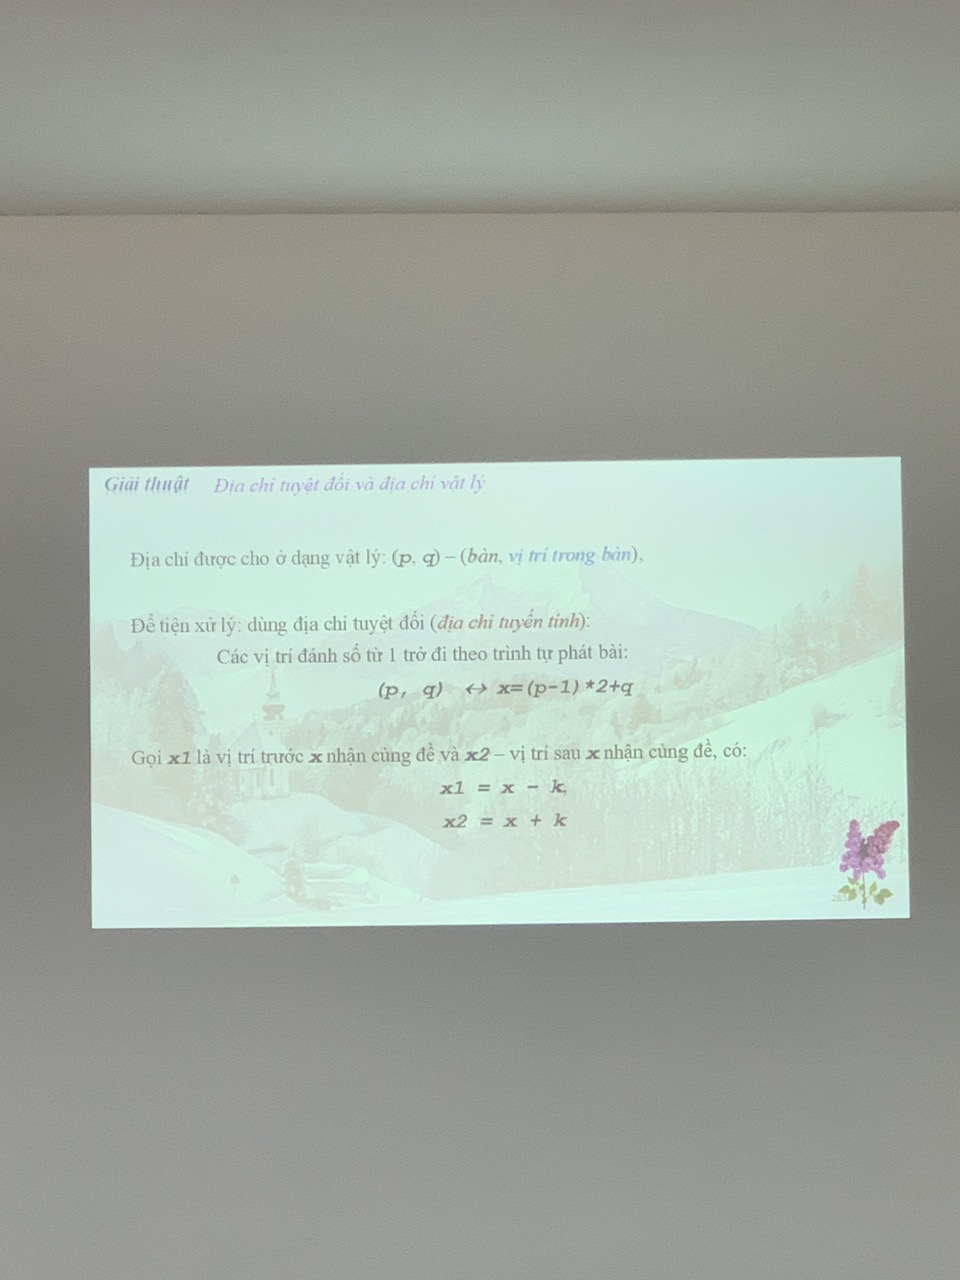 Giải thuật Địa chỉ tuyệt đối và địa chỉ vật lý
Địa chỉ được cho ở dạng vật lý: (p, q) – (bàn, vị trí trong bàn),
Để tiện xử lý: dùng địa chỉ tuyệt đối (địa chỉ tuyến tính):
Các vị trí đánh số từ 1 trở đi theo trình tự phát bài:
(p, q) ↔ x=(p-1)*2+q
Gọi x1 là vị trí trước x nhận cùng đề và x2 – vị trí sau x nhận cùng đề, có:
x1 = x - k,
x2 = x + k